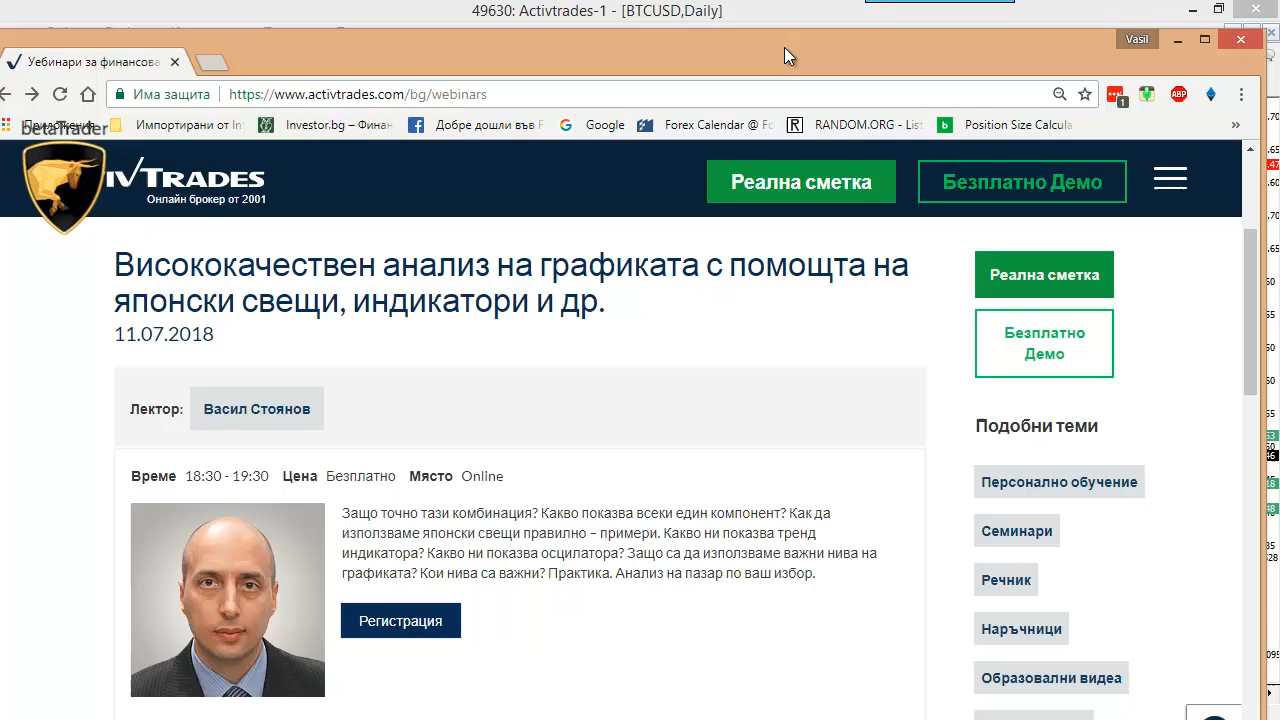 49630: Activtrades-1 - [BTCUSD,Daily]
Vasil
Уебинари за финансова
Има защита
https://www.activtrades.com/bg/webinars
Импортирани от Int
Investor.bg – Финан
Добре дошли във F
Google
Forex Calendar @ Fo
RANDOM.ORG - List
Position Size Calcula
»
betaTrader
ivTrades
Онлайн брокер от 2001
Реална сметка
Безплатно Демо
Висококачествен анализ на графиката с помощта на
японски свещи, индикатори и др.
11.07.2018
Лектор: Васил Стоянов
Време 18:30 - 19:30 Цена Безплатно Място Online
Защо точно тази комбинация? Какво показва всеки един компонент? Как да
използваме японски свещи правилно – примери. Какво ни показва тренд
индикатора? Какво ни показва осцилатора? Защо са да използваме важни нива на
графиката? Кои нива са важни? Практика. Анализ на пазар по ваш избор.
Регистрация
Реална сметка
Безплатно
Демо
Подобни теми
Персонално обучение
Семинари
Речник
Наръчници
Образовални видеа